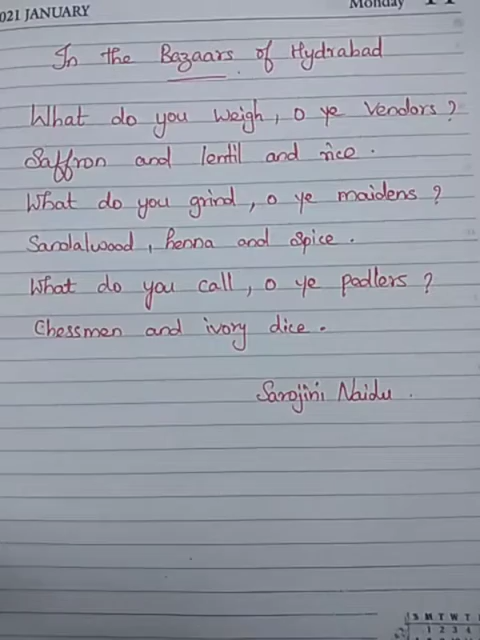 021 JANUARY
Monday
In the Bazaars of Hydrabad
What do you weigh, o ye vendors?
Saffron and lentil and rice.
What do you grind, o ye maidens?
Sandalwood, henna and spice.
What do you call, o ye padlers?
Chessmen and ivory dice.
Sarojini Naidu.
S M T W T
1 2 3 4